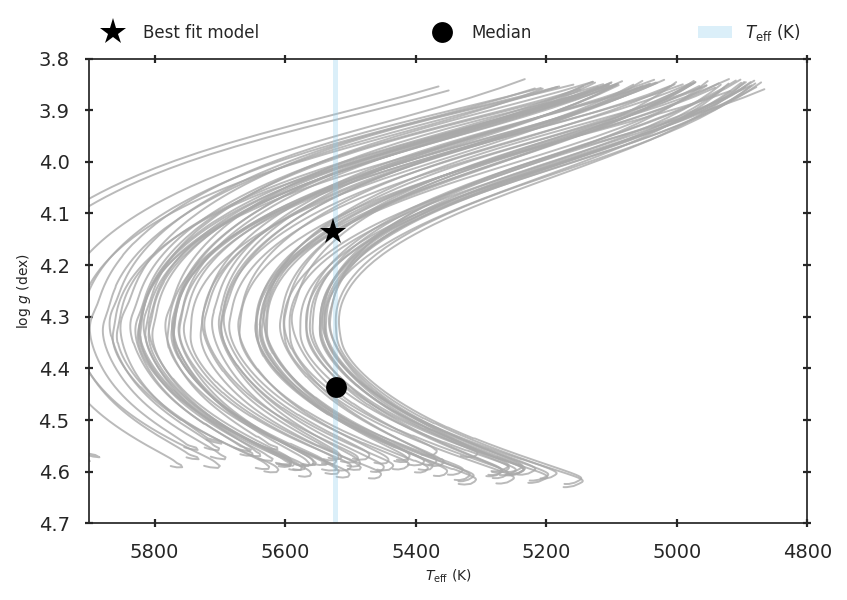 Best fit model
Median
T_eff (K)
3.8
3.9
4.0
4.1
4.2
4.3
4.4
4.5
4.6
4.7
log g (dex)
5800 5600 5400 5200 5000 4800
T_eff (K)